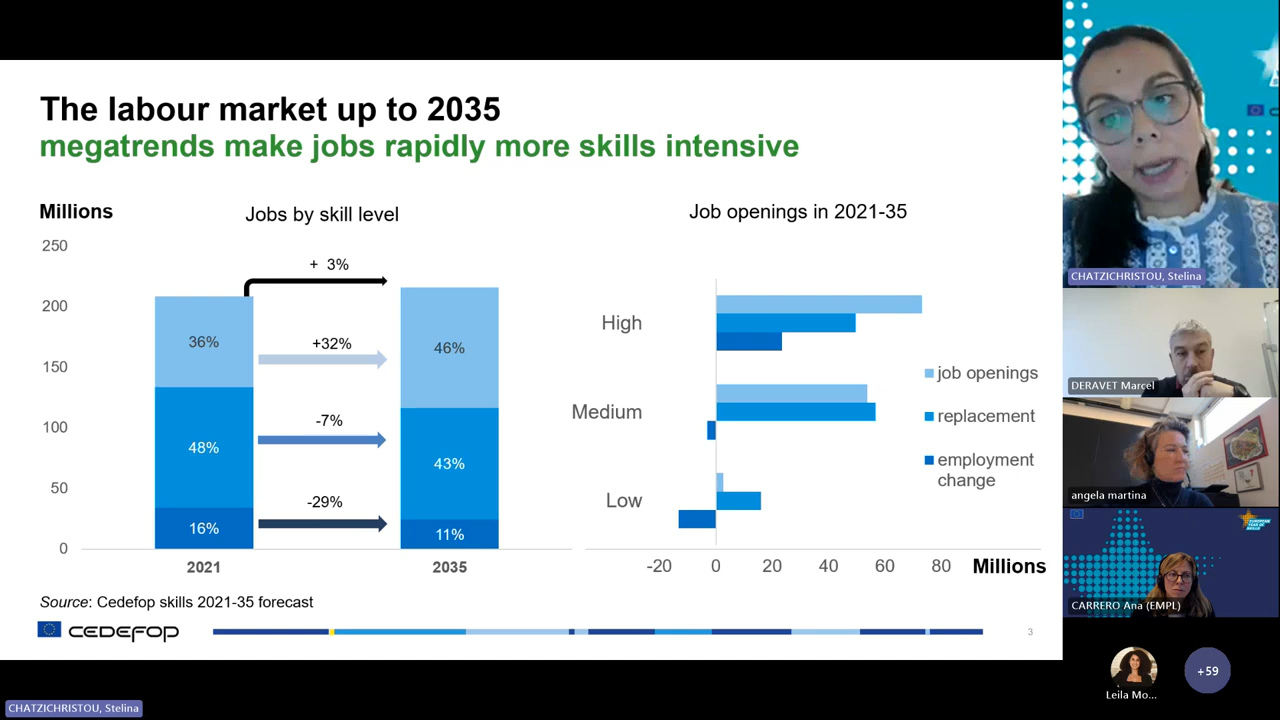 The labour market up to 2035
megatrends make jobs rapidly more skills intensive
Millions
Jobs by skill level
250
200
150
100
50
0
+ 3%
36%
+32%
46%
48%
-7%
43%
16%
-29%
11%
2021
2035
Job openings in 2021-35
High
Medium
Low
job openings
replacement
employment
change
-20
0
20
40
60
80
Millions
Source: Cedefop skills 2021-35 forecast
CEDEFOP
3
CHATZICHRISTOU, Stelina
CHATZICHRISTOU, Stelina
DERAVET Marcel
angela martina
EUROPEAN
YEAR OF
SKILLS
CARRERO Ana (EMPL)
Leila Mo...
+59